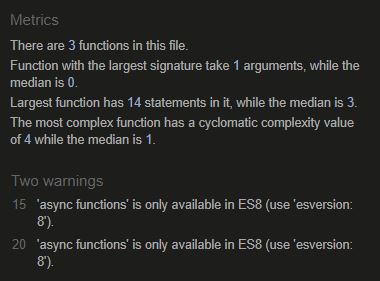 Metrics
There are 3 functions in this file.
Function with the largest signature take 1 arguments, while the
median is 0.
Largest function has 14 statements in it, while the median is 3.
The most complex function has a cyclomatic complexity value
of 4 while the median is 1.
Two warnings
15 'async functions' is only available in ES8 (use 'esversion:
8').
20 'async functions' is only available in ES8 (use 'esversion:
8').